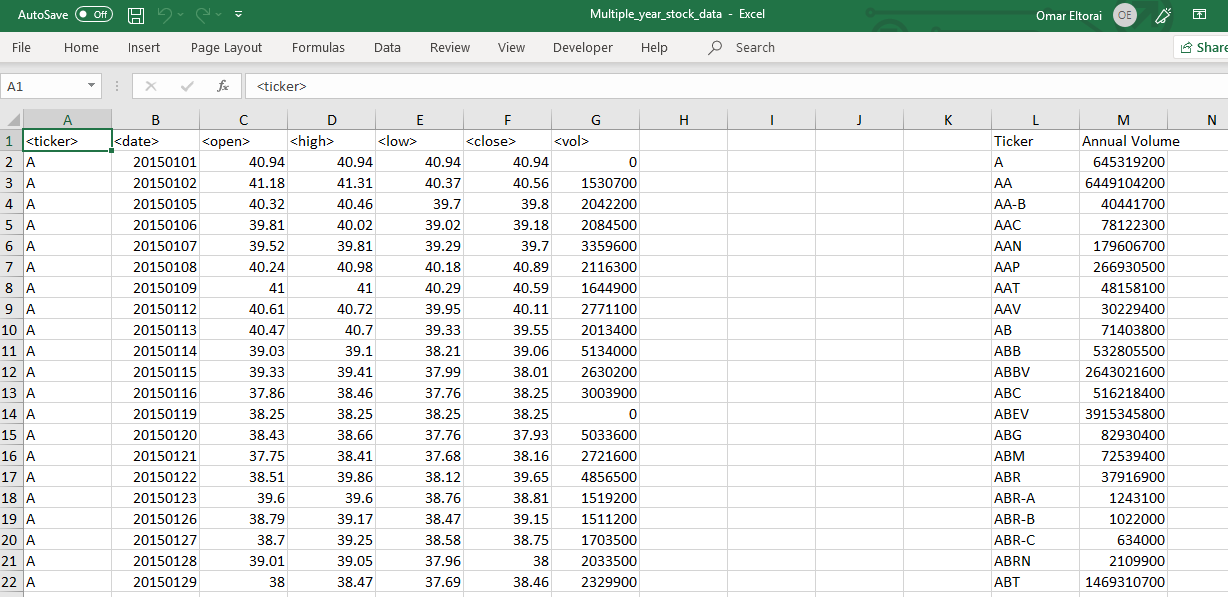 AutoSave Off Multiple_year_stock_data - Excel Omar Eltorai OE
File Home Insert Page Layout Formulas Data Review View Developer Help Search Share
A1 fx <ticker>
A B C D E F G H I J K L M N
1 <ticker> <date> <open> <high> <low> <close> <vol> Ticker Annual Volume
2 A 20150101 40.94 40.94 40.94 40.94 0 A 645319200
3 A 20150102 41.18 41.31 40.37 40.56 1530700 AA 6449104200
4 A 20150105 40.32 40.46 39.7 39.8 2042200 AA-B 40441700
5 A 20150106 39.81 40.02 39.02 39.18 2084500 AAC 78122300
6 A 20150107 39.52 39.81 39.29 39.7 3359600 AAN 179606700
7 A 20150108 40.24 40.98 40.18 40.89 2116300 AAP 266930500
8 A 20150109 41 41 40.29 40.59 1644900 AAT 48158100
9 A 20150112 40.61 40.72 39.95 40.11 2771100 AAV 30229400
10 A 20150113 40.47 40.7 39.33 39.55 2013400 AB 71403800
11 A 20150114 39.03 39.1 38.21 39.06 5134000 ABB 532805500
12 A 20150115 39.33 39.41 37.99 38.01 2630200 ABBV 2643021600
13 A 20150116 37.86 38.46 37.76 38.25 3003900 ABC 516218400
14 A 20150119 38.25 38.25 38.25 38.25 0 ABEV 3915345800
15 A 20150120 38.43 38.66 37.76 37.93 5033600 ABG 82930400
16 A 20150121 37.75 38.41 37.68 38.16 2721600 ABM 72539400
17 A 20150122 38.51 39.86 38.12 39.65 4856500 ABR 37916900
18 A 20150123 39.6 39.6 38.76 38.81 1519200 ABR-A 1243100
19 A 20150126 38.79 39.17 38.47 39.15 1511200 ABR-B 1022000
20 A 20150127 38.7 39.25 38.58 38.75 1703500 ABR-C 634000
21 A 20150128 39.01 39.05 37.96 38 2033500 ABRN 2109900
22 A 20150129 38 38.47 37.69 38.46 2329900 ABT 1469310700